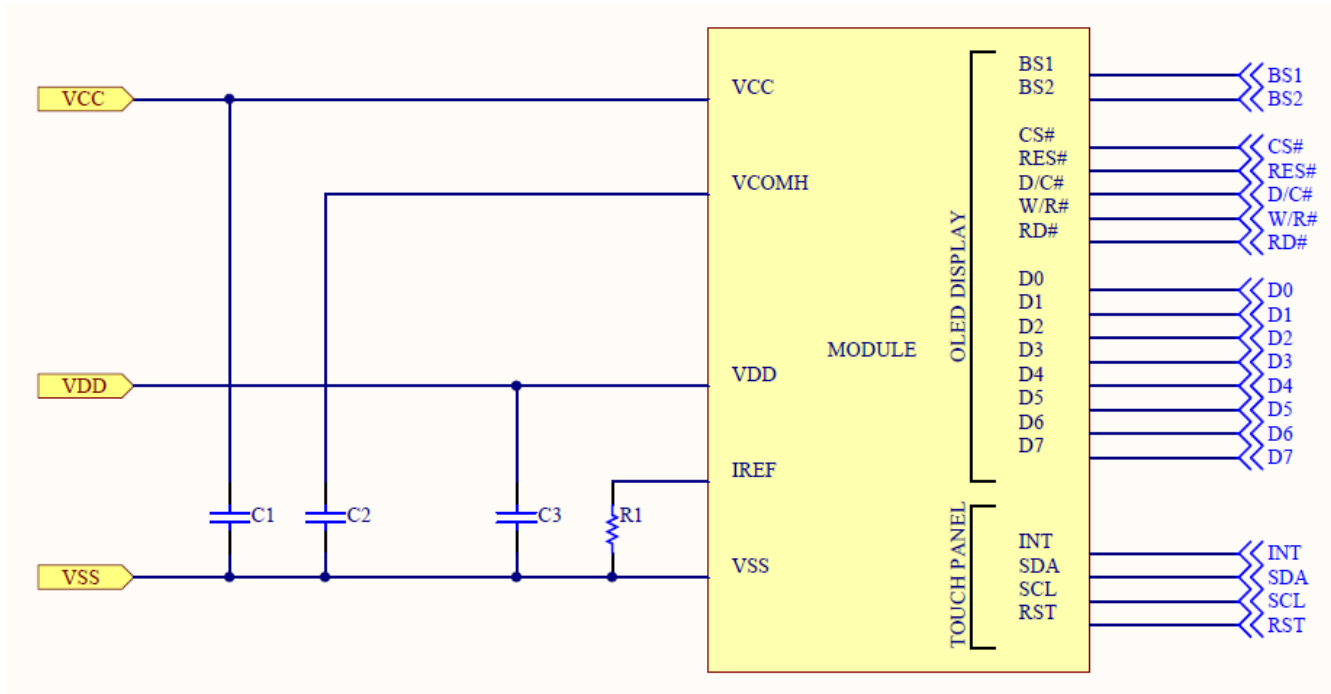 VCC
VDD
VSS
C1
C2
C3
R1
VCC
VCOMH
VDD
IREF
VSS
MODULE
OLED DISPLAY
BS1
BS2
CS#
RES#
D/C#
W/R#
RD#
D0
D1
D2
D3
D4
D5
D6
D7
TOUCH PANEL
INT
SDA
SCL
RST
BS1
BS2
CS#
RES#
D/C#
W/R#
RD#
D0
D1
D2
D3
D4
D5
D6
D7
INT
SDA
SCL
RST